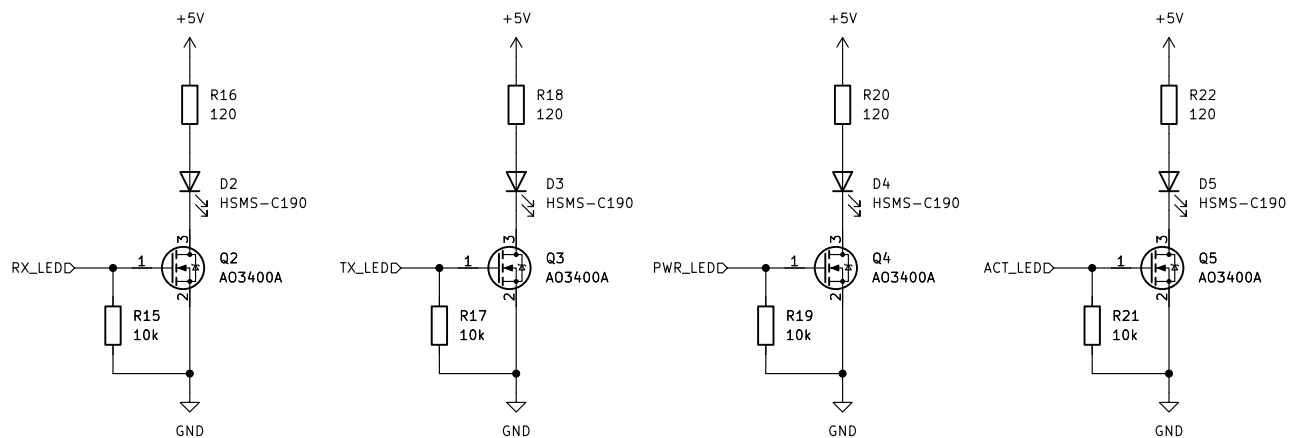 +5V
R16
120
D2
HSMS-C190
3
RX_LED
1
Q2
AO3400A
2
R15
10k
GND
+5V
R18
120
D3
HSMS-C190
3
TX_LED
1
Q3
AO3400A
2
R17
10k
GND
+5V
R20
120
D4
HSMS-C190
3
PWR_LED
1
Q4
AO3400A
2
R19
10k
GND
+5V
R22
120
D5
HSMS-C190
3
ACT_LED
1
Q5
AO3400A
2
R21
10k
GND